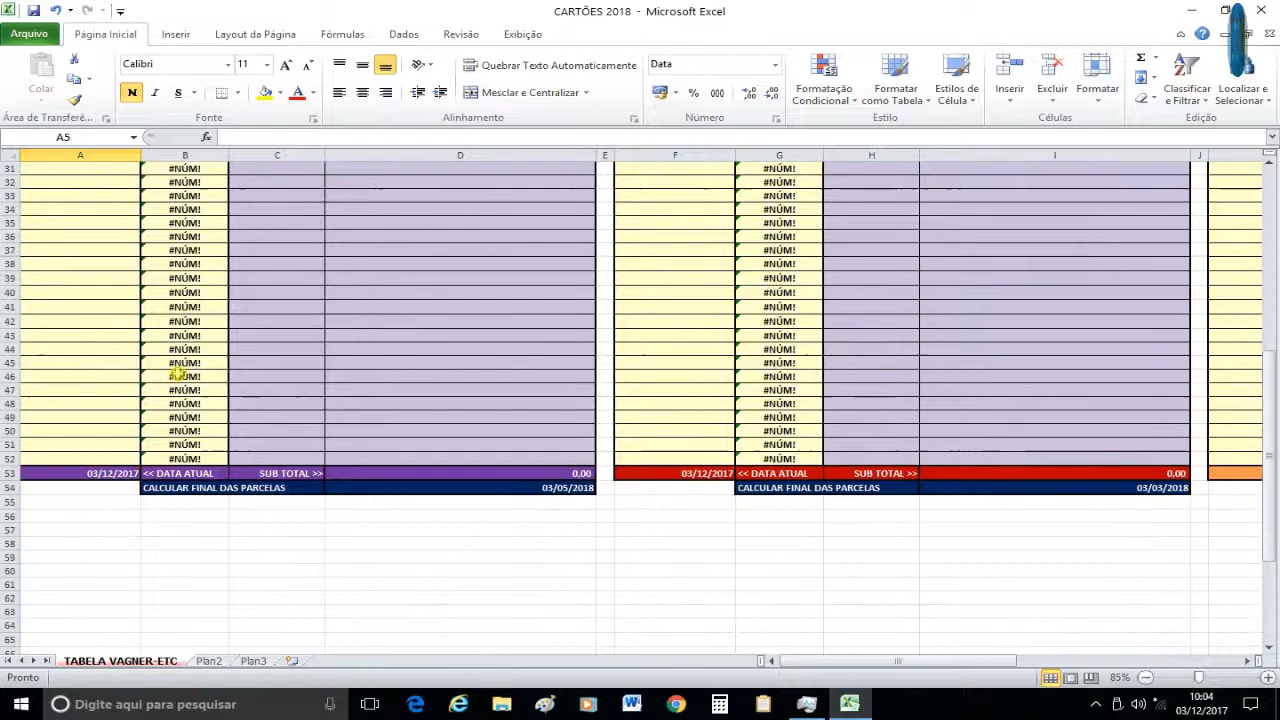 CARTÕES 2018 - Microsoft Excel
Arquivo Página Inicial Inserir Layout da Página Fórmulas Dados Revisão Exibição
Colar
Calibri 11
Quebrar Texto Automaticamente
Data
N I S
Mesclar e Centralizar
% 000
Formatação Condicional
Formatar como Tabela
Estilos de Célula
Inserir Excluir Formatar
Classificar e Filtrar
Localizar e Selecionar
Área de Transferê... Fonte Alinhamento Número Estilo Células Edição
A5 fx
A B C D E F G H I J
31 #NÚM! #NÚM!
32 #NÚM! #NÚM!
33 #NÚM! #NÚM!
34 #NÚM! #NÚM!
35 #NÚM! #NÚM!
36 #NÚM! #NÚM!
37 #NÚM! #NÚM!
38 #NÚM! #NÚM!
39 #NÚM! #NÚM!
40 #NÚM! #NÚM!
41 #NÚM! #NÚM!
42 #NÚM! #NÚM!
43 #NÚM! #NÚM!
44 #NÚM! #NÚM!
45 #NÚM! #NÚM!
46 #NÚM! #NÚM!
47 #NÚM! #NÚM!
48 #NÚM! #NÚM!
49 #NÚM! #NÚM!
50 #NÚM! #NÚM!
51 #NÚM! #NÚM!
52 #NÚM! #NÚM!
53 03/12/2017 << DATA ATUAL SUB TOTAL >> 0,00 03/12/2017 << DATA ATUAL SUB TOTAL >> 0,00
54 CALCULAR FINAL DAS PARCELAS 03/05/2018 CALCULAR FINAL DAS PARCELAS 03/03/2018
55
56
57
58
59
60
61
62
63
64
65
TABELA VAGNER-ETC Plan2 Plan3
Pronto 85%
Digite aqui para pesquisar
10:04
03/12/2017